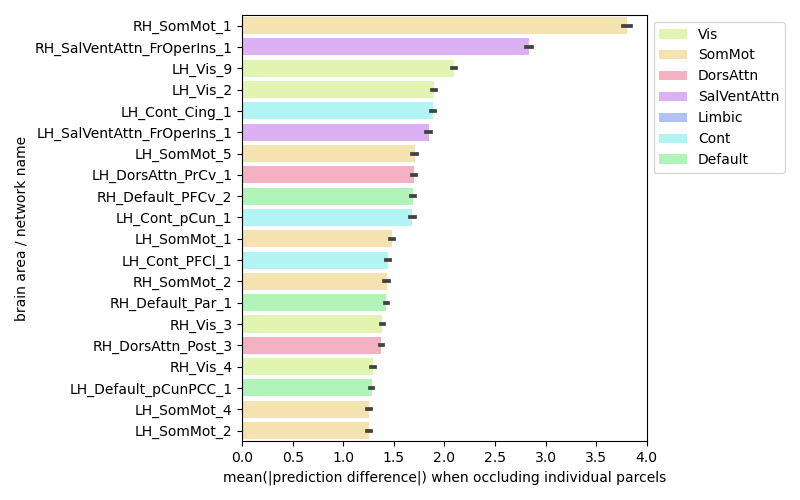 RH_SomMot_1
RH_SalVentAttn_FrOperIns_1
LH_Vis_9
LH_Vis_2
LH_Cont_Cing_1
LH_SalVentAttn_FrOperIns_1
LH_SomMot_5
LH_DorsAttn_PrCv_1
RH_Default_PFCv_2
LH_Cont_pCun_1
LH_SomMot_1
LH_Cont_PFCl_1
RH_SomMot_2
RH_Default_Par_1
RH_Vis_3
RH_DorsAttn_Post_3
RH_Vis_4
LH_Default_pCunPCC_1
LH_SomMot_4
LH_SomMot_2
brain area / network name
0.0 0.5 1.0 1.5 2.0 2.5 3.0 3.5 4.0
mean(|prediction difference|) when occluding individual parcels
Vis
SomMot
DorsAttn
SalVentAttn
Limbic
Cont
Default